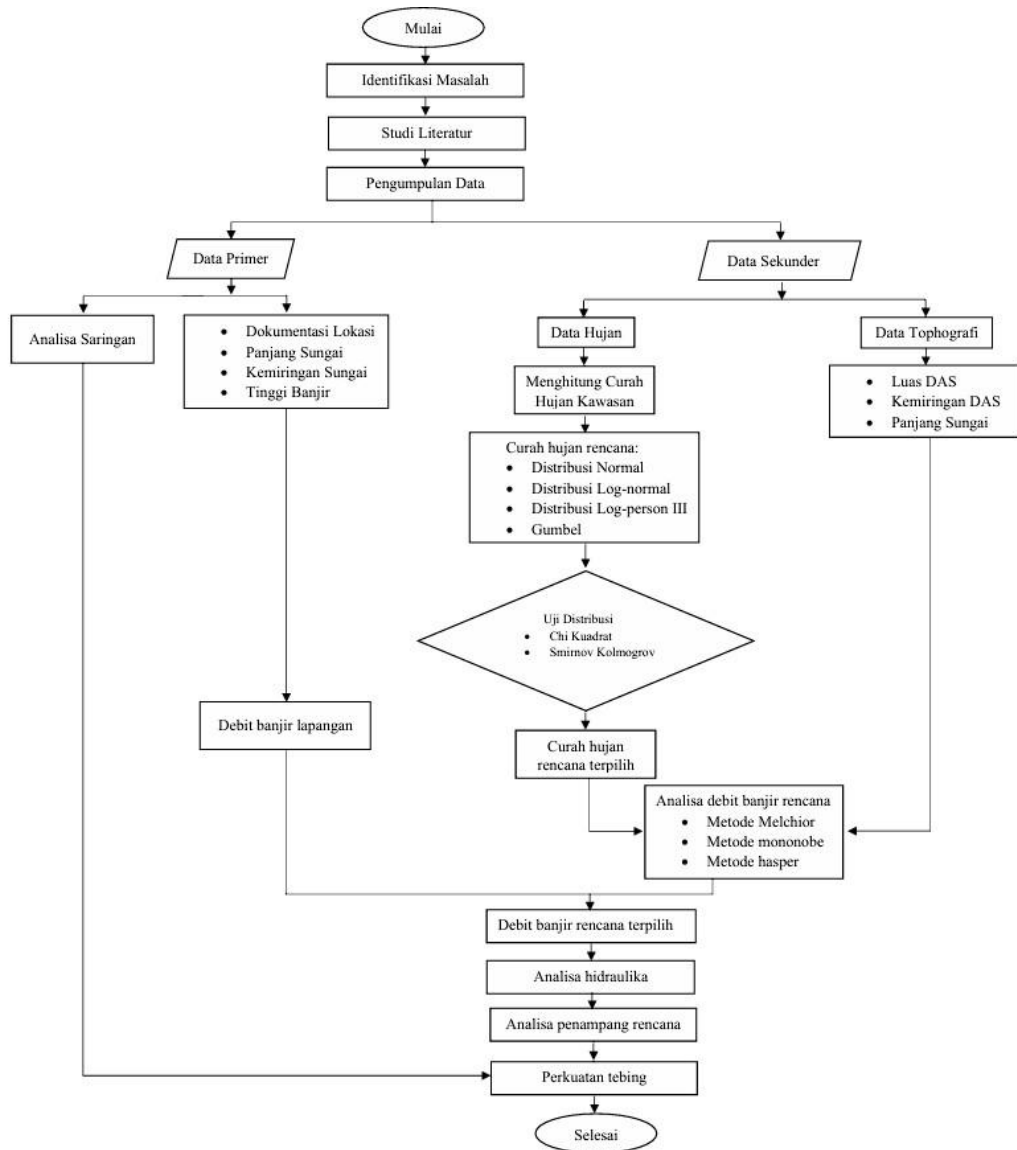 Mulai
Identifikasi Masalah
Studi Literatur
Pengumpulan Data
Data Primer
Data Sekunder
Analisa Saringan
• Dokumentasi Lokasi
• Panjang Sungai
• Kemiringan Sungai
• Tinggi Banjir
Data Hujan
Data Tophografi
Menghitung Curah
Hujan Kawasan
• Luas DAS
• Kemiringan DAS
• Panjang Sungai
Curah hujan rencana:
• Distribusi Normal
• Distribusi Log-normal
• Distribusi Log-person III
• Gumbel
Uji Distribusi
• Chi Kuadrat
• Smirnov Kolmogrov
Debit banjir lapangan
Curah hujan
rencana terpilih
Analisa debit banjir rencana
• Metode Melchior
• Metode mononobe
• Metode hasper
Debit banjir rencana terpilih
Analisa hidraulika
Analisa penampang rencana
Perkuatan tebing
Selesai